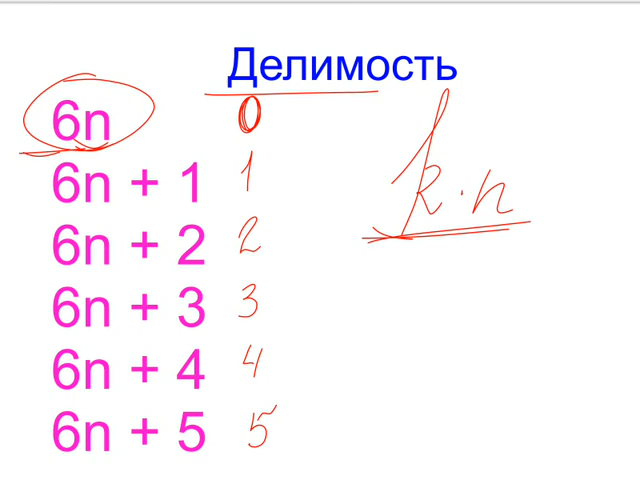 Делимость
6n 0
6n + 1 1
6n + 2 2
6n + 3 3
6n + 4 4
6n + 5 5
k · n